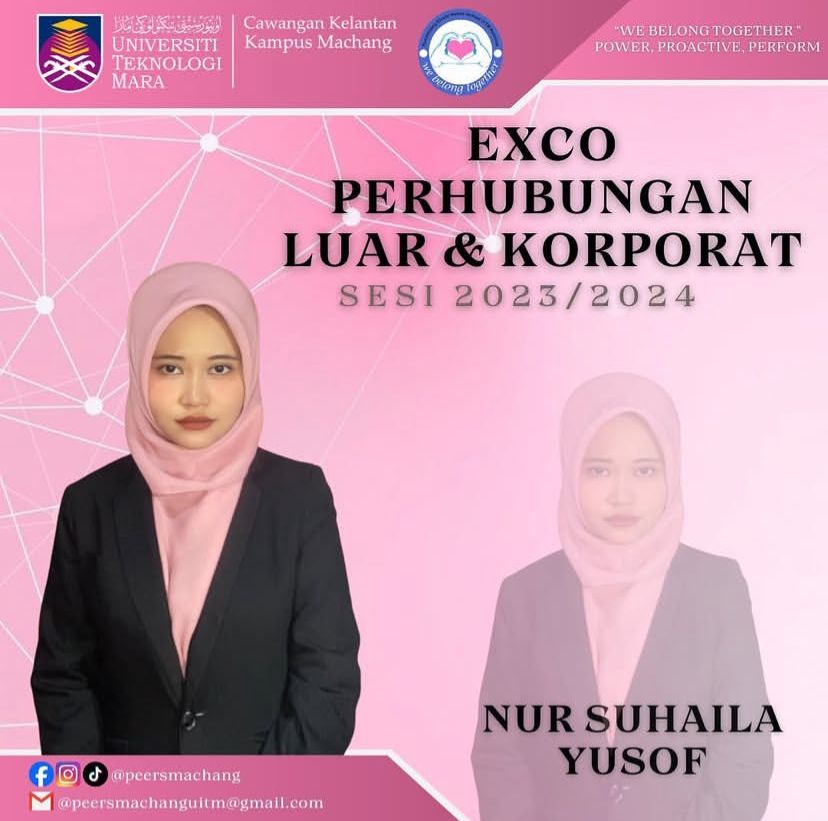 UNIVERSITI
TEKNOLOGI
MARA
Cawangan Kelantan
Kampus Machang
we belong together
"WE BELONG TOGETHER "
POWER, PROACTIVE, PERFORM
EXCO
PERHUBUNGAN
LUAR & KORPORAT
SESI 2023/2024
NUR SUHAILA
YUSOF
@peersmachang
@peersmachanguitm@gmail.com